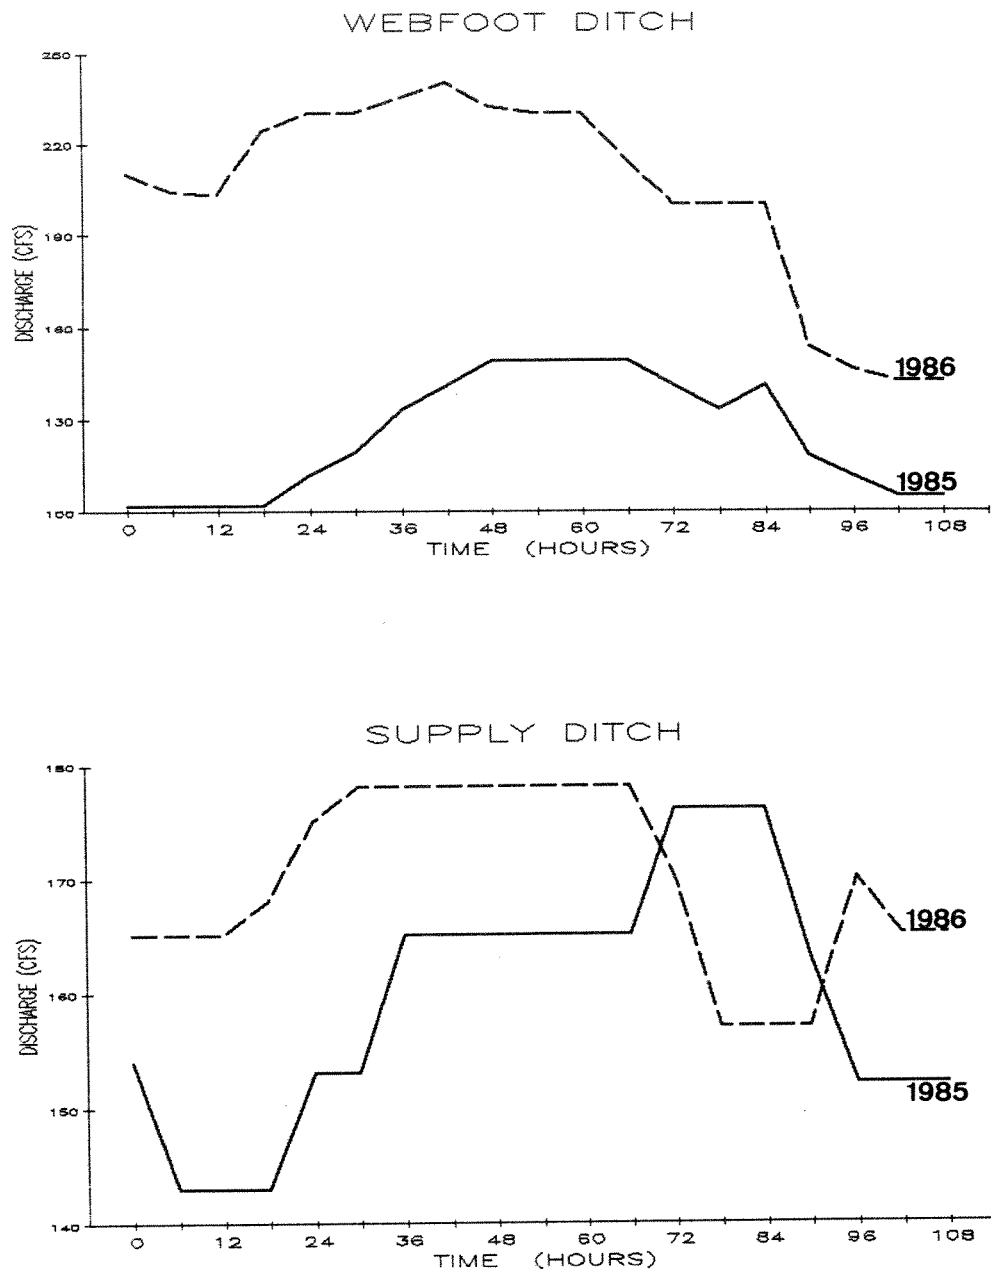 WEBFOOT DITCH
250
220
190
160
130
100
DISCHARGE (CFS)
1986
1985
0 12 24 36 48 60 72 84 96 108
TIME (HOURS)
SUPPLY DITCH
180
170
160
150
140
DISCHARGE (CFS)
1986
1985
0 12 24 36 48 60 72 84 96 108
TIME (HOURS)